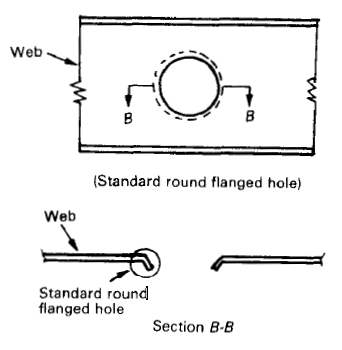 Web
B
B
(Standard round flanged hole)
Web
Standard round
flanged hole
Section B-B